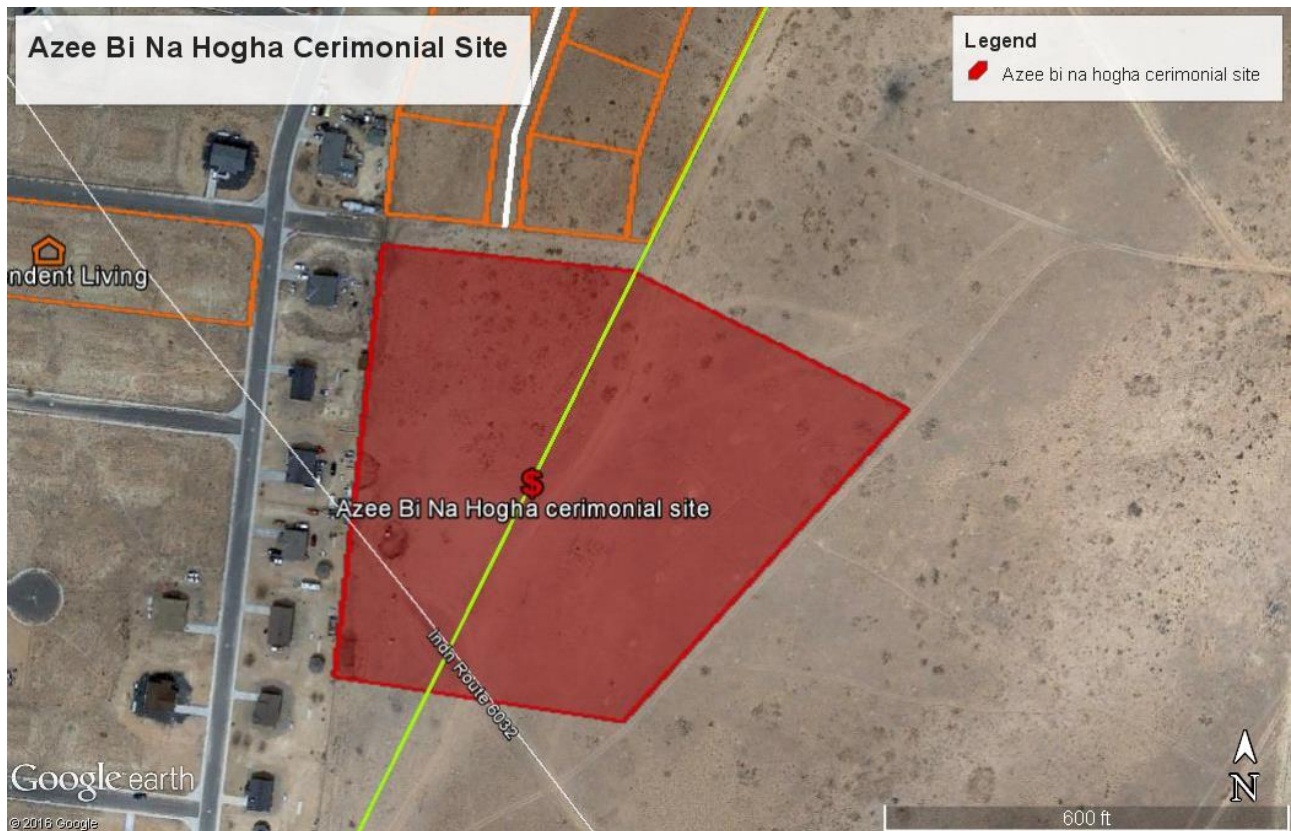 Azee Bi Na Hogha Cerimonial Site
Legend
Azee bi na hogha cerimonial site
ndent Living
$
Azee Bi Na Hogha cerimonial site
Indn Route 6032
Google earth
© 2016 Google
N
600 ft